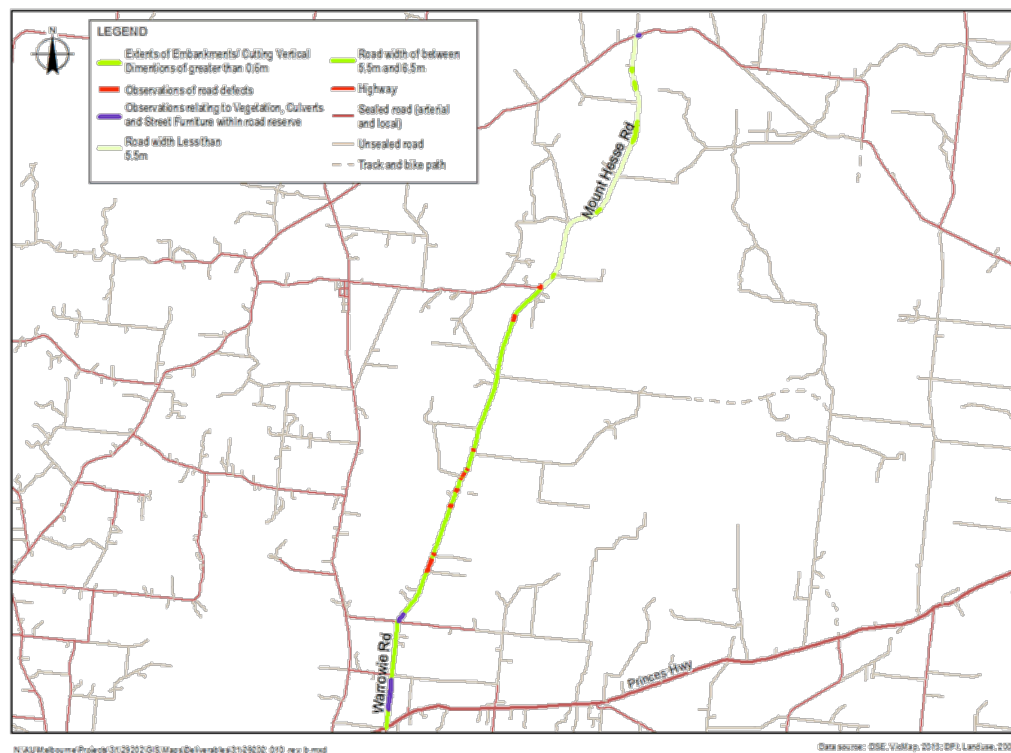 LEGEND
N
Extents of Embankments/ Cutting Vertical
Dimentions of greater than 0,6m
Observations of road defects
Observations relating to Vegetation, Culverts
and Street Furniture within road reserve
Road width Less than
5,5m
Road width of between
5,5m and 6,5m
Highway
Sealed road (arterial
and local)
Unsealed road
Track and bike path
Mount Hesse Rd
Warrowie Rd
Princes Hwy
Data source: DSE, VicMap, 2013; DPI, Landuse, 200